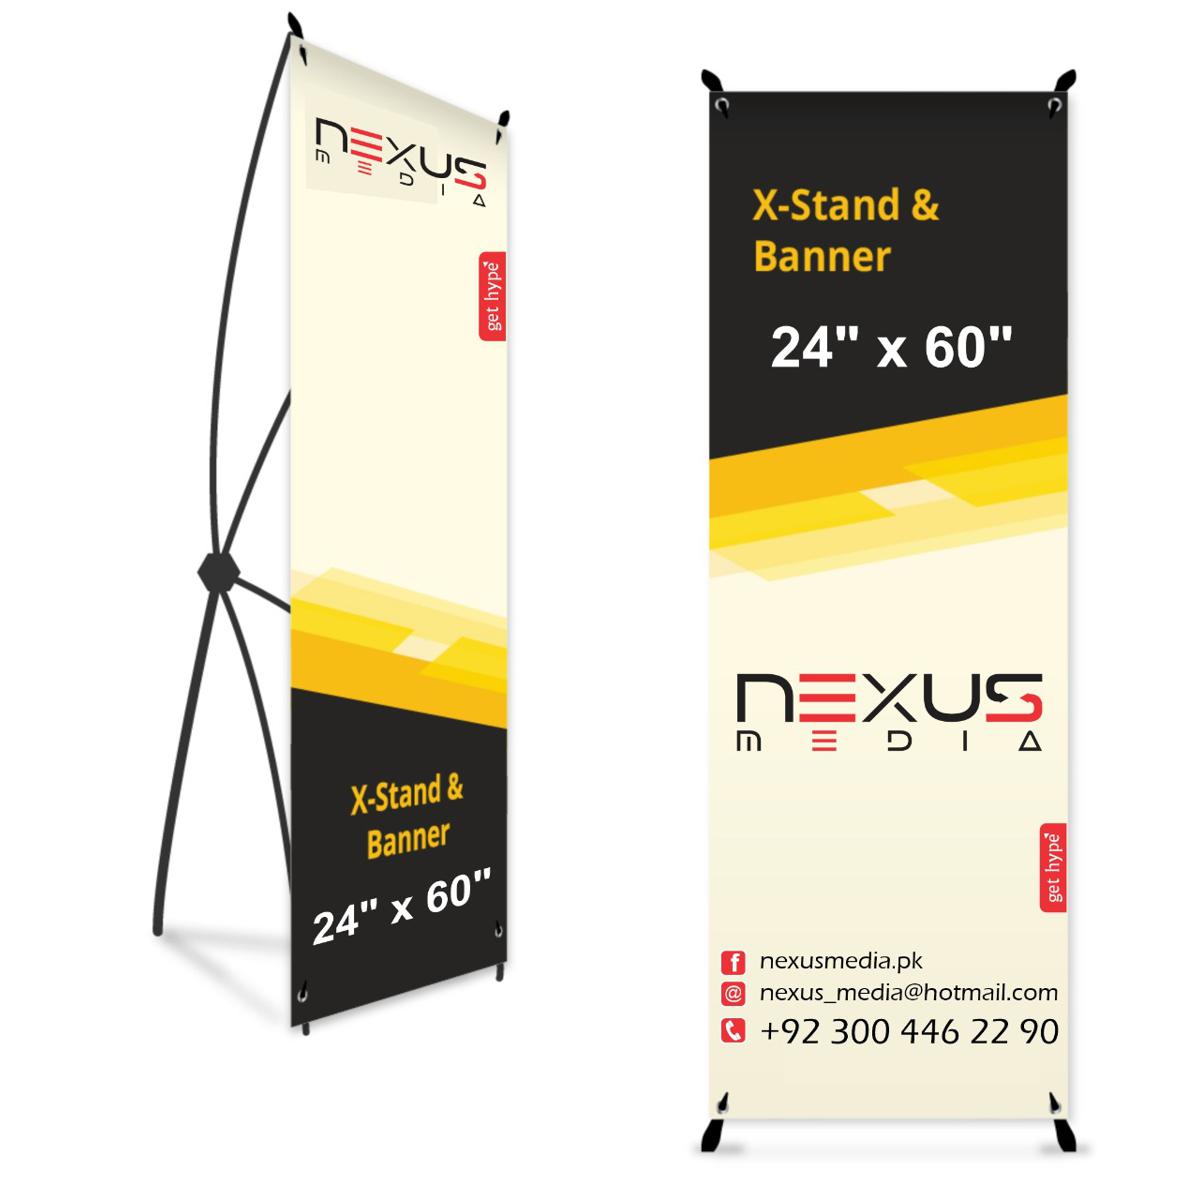 NEXUS
MEDIA
get hype
X-Stand &
Banner
24" x 60"
X-Stand &
Banner
24" x 60"
NEXUS
MEDIA
get hype
f nexusmedia.pk
@ nexus_media@hotmail.com
+92 300 446 22 90